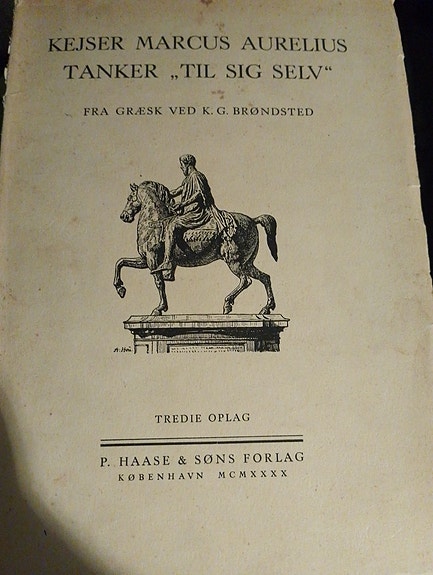 KEJSER MARCUS AURELIUS
TANKER „TIL SIG SELV“
FRA GRÆSK VED K. G. BRØNDSTED
TREDIE OPLAG
P. HAASE & SØNS FORLAG
KØBENHAVN MCMXXXX